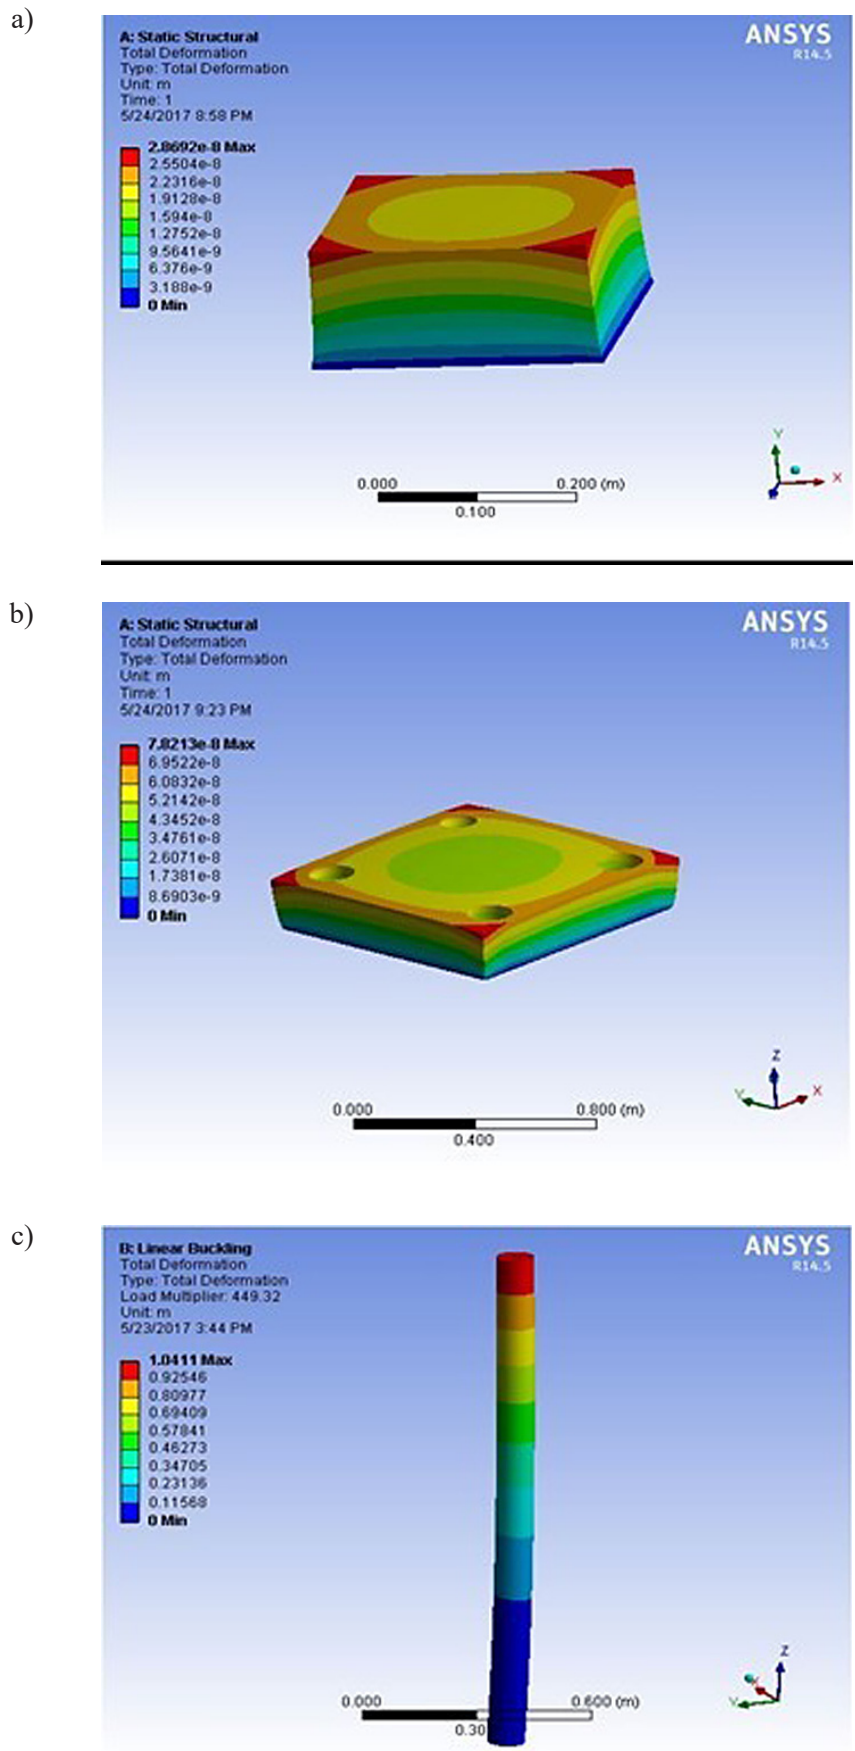 a)
A: Static Structural
Total Deformation
Type: Total Deformation
Unit: m
Time: 1
5/24/2017 8:58 PM
ANSYS
R14.5
2.8692e-8 Max
2.5504e-8
2.2316e-8
1.9128e-8
1.594e-8
1.2752e-8
9.5641e-9
6.376e-9
3.188e-9
0 Min
Y
X
0.000
0.200 (m)
0.100
b)
A: Static Structural
Total Deformation
Type: Total Deformation
Unit: m
Time: 1
5/24/2017 9:23 PM
ANSYS
R14.5
7.8213e-8 Max
6.9522e-8
6.0832e-8
5.2142e-8
4.3452e-8
3.4761e-8
2.6071e-8
1.7381e-8
8.6903e-9
0 Min
Z
Y
X
0.000
0.800 (m)
0.400
c)
B: Linear Buckling
Total Deformation
Type: Total Deformation
Load Multiplier: 449.32
Unit: m
5/23/2017 3:44 PM
ANSYS
R14.5
1.0411 Max
0.92546
0.80977
0.69409
0.57841
0.46273
0.34705
0.23136
0.11568
0 Min
Z
X
Y
0.000
0.600 (m)
0.30